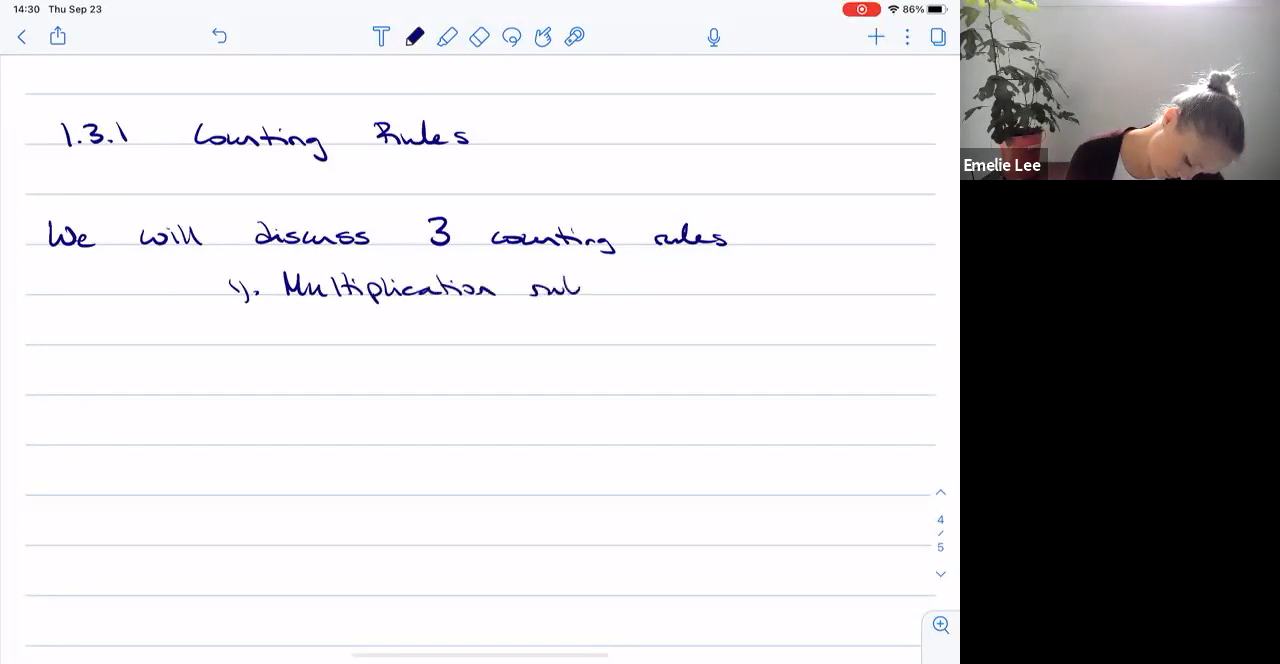 14:30 Thu Sep 23
86%
1.3.1 Counting Rules
We will discuss 3 counting rules
1). Multiplication rul
Emelie Lee
4
5